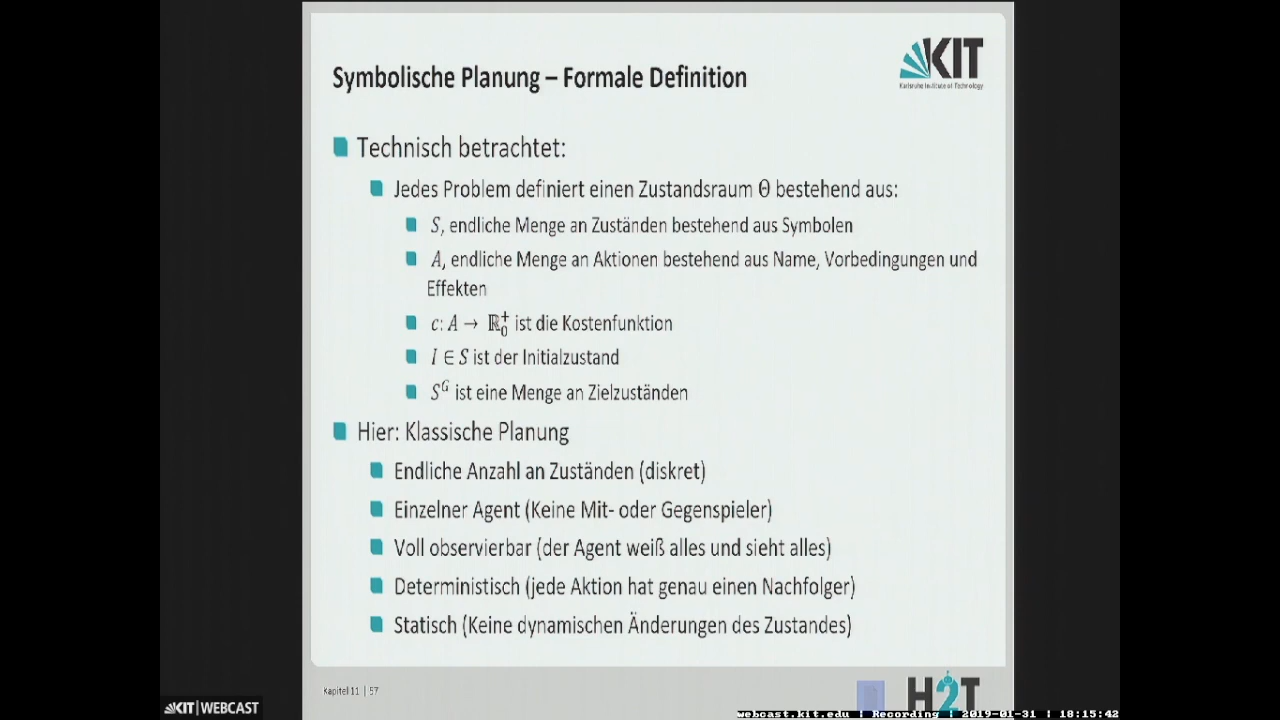 KIT
Karlsruhe Institute of Technology
Symbolische Planung – Formale Definition
Technisch betrachtet:
Jedes Problem definiert einen Zustandsraum Θ bestehend aus:
S, endliche Menge an Zuständen bestehend aus Symbolen
A, endliche Menge an Aktionen bestehend aus Name, Vorbedingungen und
Effekten
c: A → ℝ₀⁺ ist die Kostenfunktion
I ∈ S ist der Initialzustand
Sᴳ ist eine Menge an Zielzuständen
Hier: Klassische Planung
Endliche Anzahl an Zuständen (diskret)
Einzelner Agent (Keine Mit- oder Gegenspieler)
Voll observierbar (der Agent weiß alles und sieht alles)
Deterministisch (jede Aktion hat genau einen Nachfolger)
Statisch (Keine dynamischen Änderungen des Zustandes)
Kapitel 11 | 57
H2T
KIT | WEBCAST
webcast.kit.edu | Recording | 2019-01-31 | 18:15:42